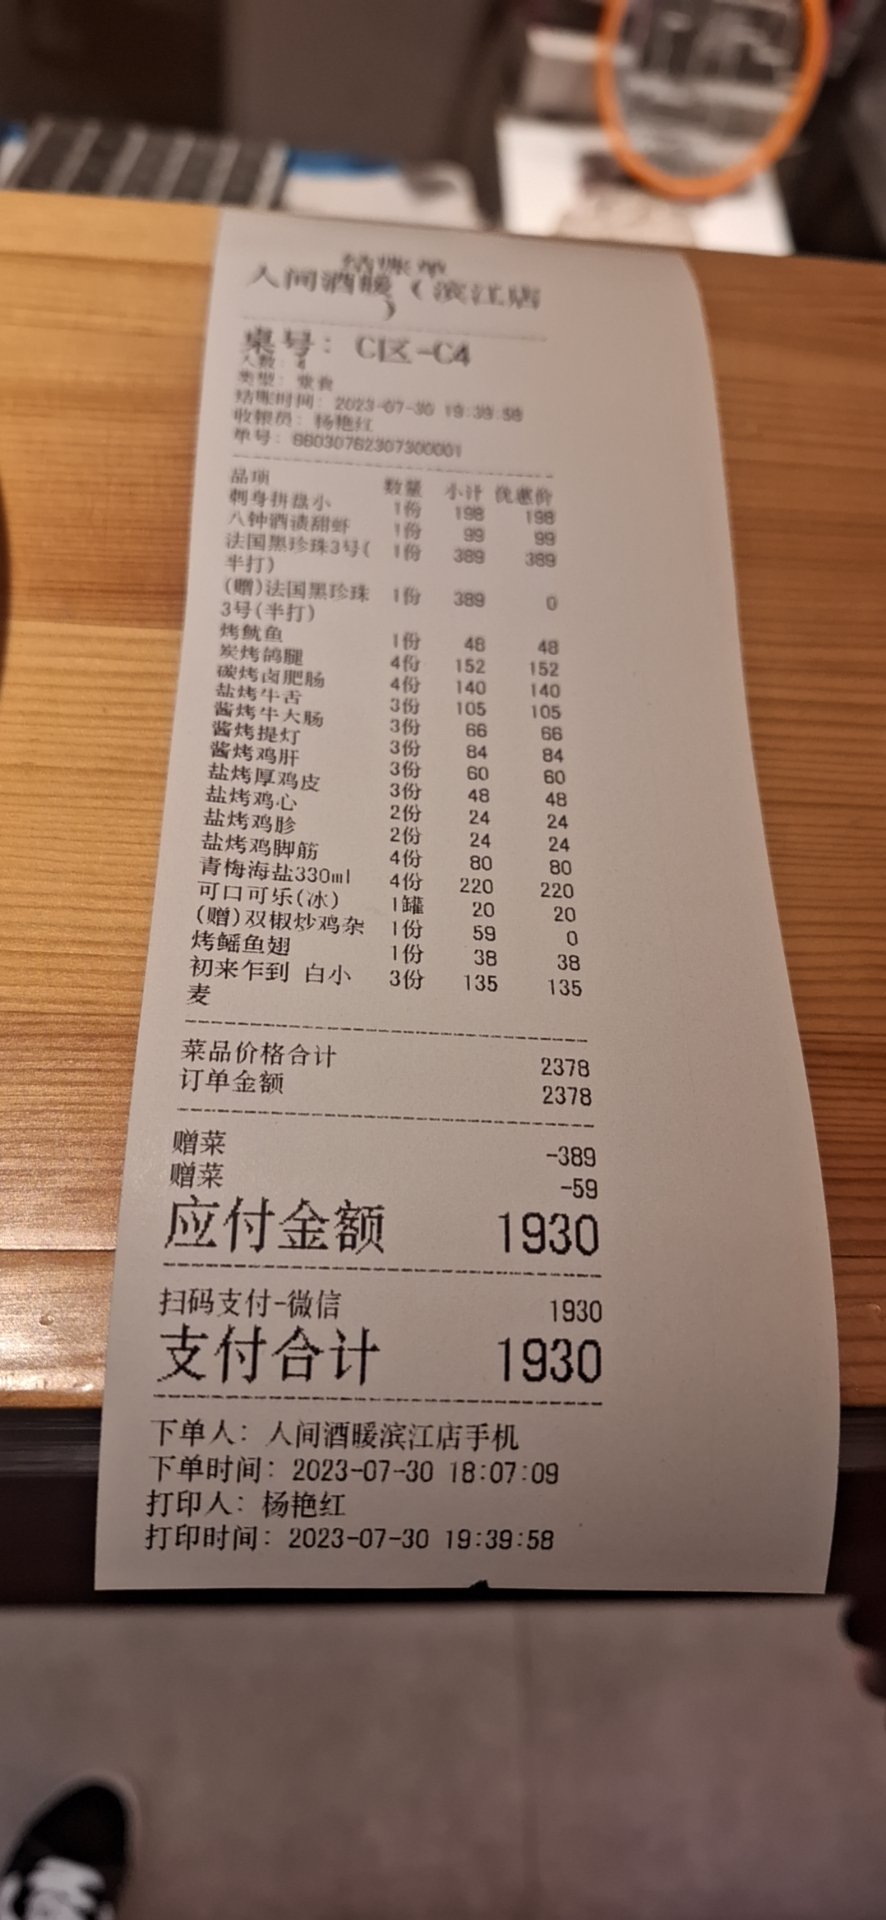 结账单
人间酒暖（滨江店
）
桌号：C区-C4
人数：4
类型：堂食
结账时间：2023-07-30 19:39:58
收银员：杨艳红
单号：66030762307300001
品项 数量 小计 优惠价
刺身拼盘小 1份 198 198
八钟酒渍甜虾 1份 99 99
法国黑珍珠3号( 1份 389 389
半打)
(赠)法国黑珍珠 1份 389 0
3号(半打)
烤鱿鱼 1份 48 48
炭烤鸽腿 4份 152 152
碳烤卤肥肠 4份 140 140
盐烤牛舌 3份 105 105
酱烤牛大肠 3份 66 66
酱烤提灯 3份 84 84
酱烤鸡肝 3份 60 60
盐烤厚鸡皮 3份 48 48
盐烤鸡心 2份 24 24
盐烤鸡胗 2份 24 24
盐烤鸡脚筋 4份 80 80
青梅海盐330ml 4份 220 220
可口可乐(冰) 1罐 20 20
(赠)双椒炒鸡杂 1份 59 0
烤鳐鱼翅 1份 38 38
初来乍到 白小 3份 135 135
麦
菜品价格合计 2378
订单金额 2378
赠菜 -389
赠菜 -59
应付金额 1930
扫码支付-微信 1930
支付合计 1930
下单人：人间酒暖滨江店手机
下单时间：2023-07-30 18:07:09
打印人：杨艳红
打印时间：2023-07-30 19:39:58